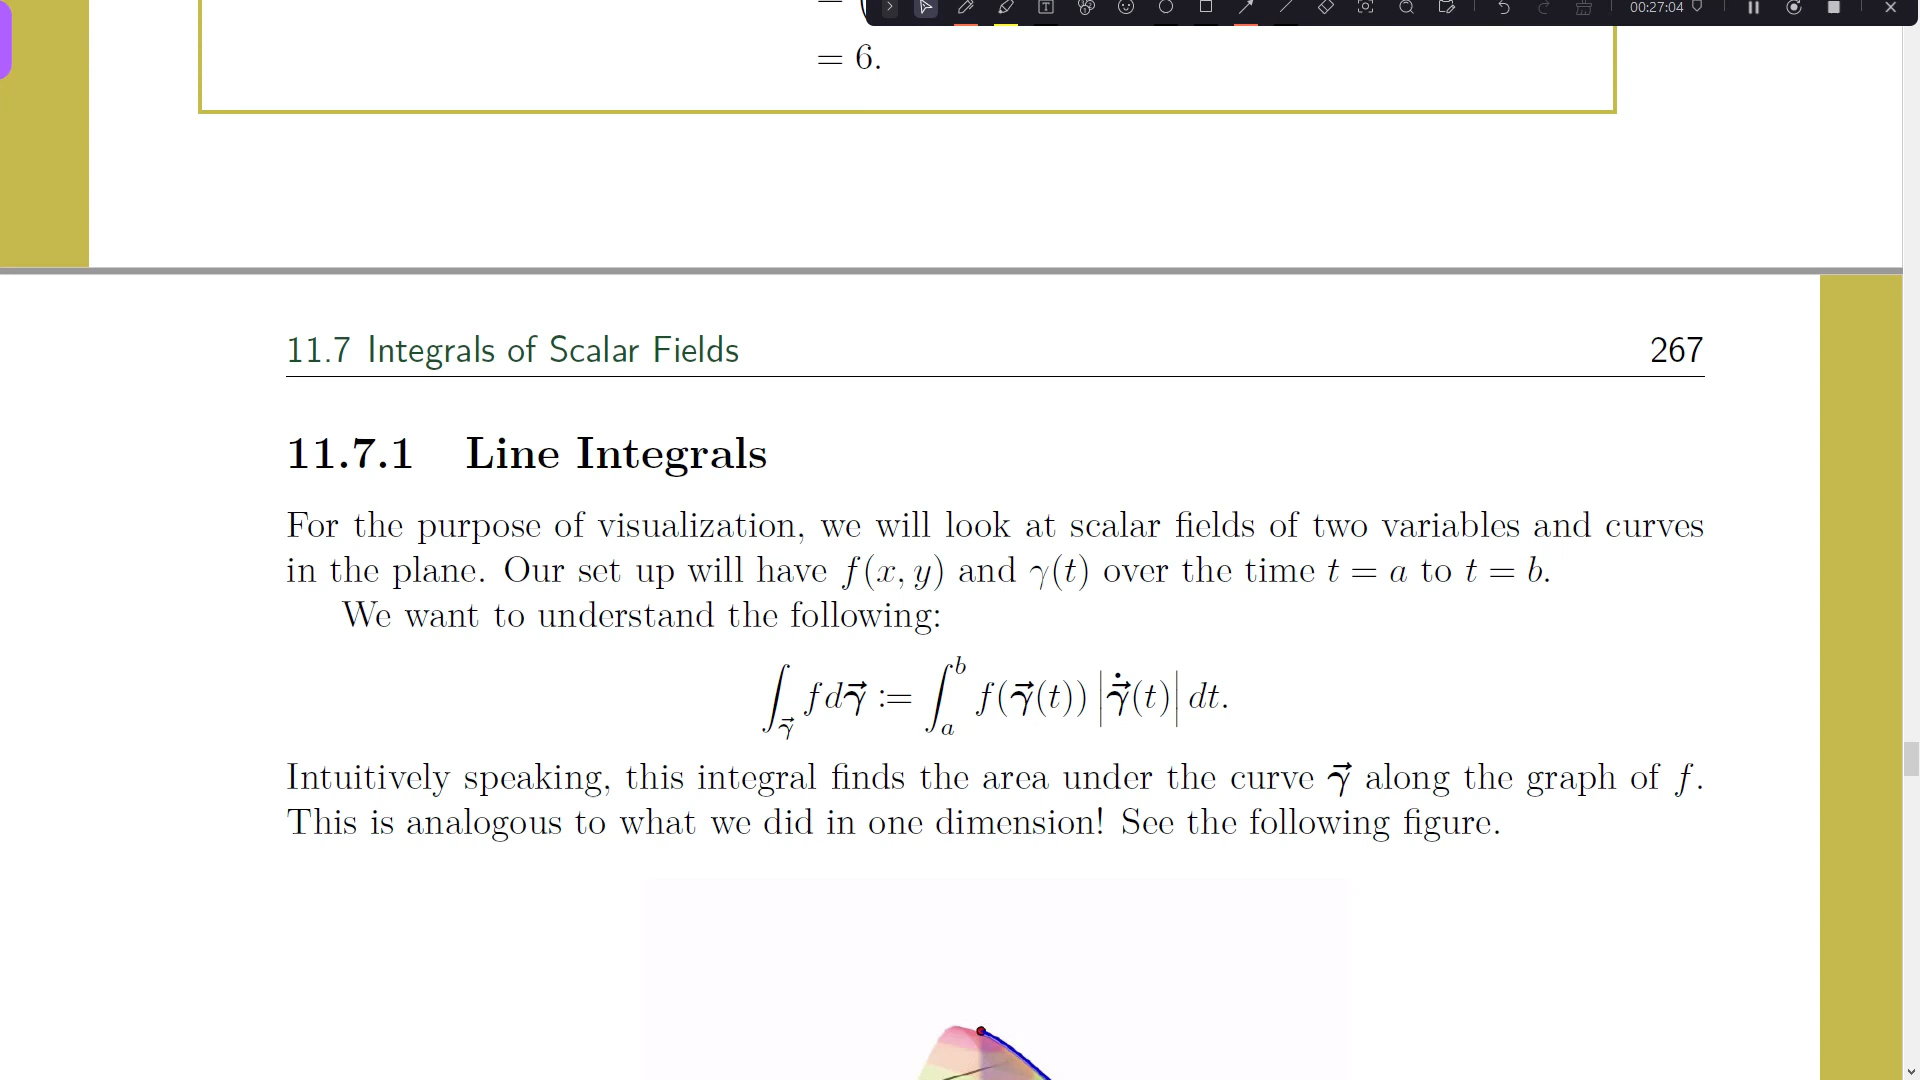 00:27:04
= 6.
11.7 Integrals of Scalar Fields 267
11.7.1 Line Integrals
For the purpose of visualization, we will look at scalar fields of two variables and curves
in the plane. Our set up will have f(x, y) and γ(t) over the time t = a to t = b.
We want to understand the following:
∫_γ⃗ f dγ⃗ := ∫_a^b f(γ⃗(t)) |γ⃗̇(t)| dt.
Intuitively speaking, this integral finds the area under the curve γ⃗ along the graph of f.
This is analogous to what we did in one dimension! See the following figure.